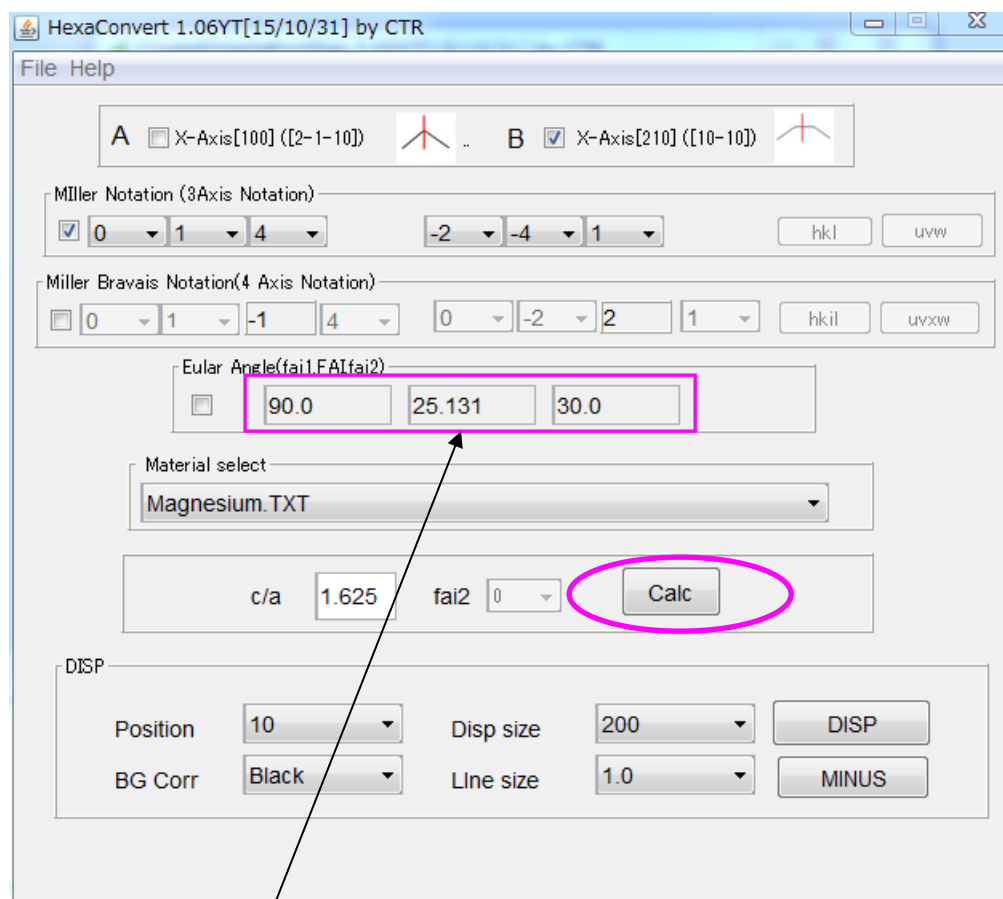 HexaConvert 1.06YT[15/10/31] by CTR
File Help
A X-Axis[100] ([2-1-10]) .. B X-Axis[210] ([10-10])
MIller Notation (3Axis Notation)
0 1 4 -2 -4 1 hkl uvw
Miller Bravais Notation(4 Axis Notation)
0 1 -1 4 0 -2 2 1 hkil uvxw
Eular Angle(fai1,FAI,fai2)
90.0 25.131 30.0
Material select
Magnesium.TXT
c/a 1.625 fai2 0 Calc
DISP
Position 10 Disp size 200 DISP
BG Corr Black LIne size 1.0 MINUS